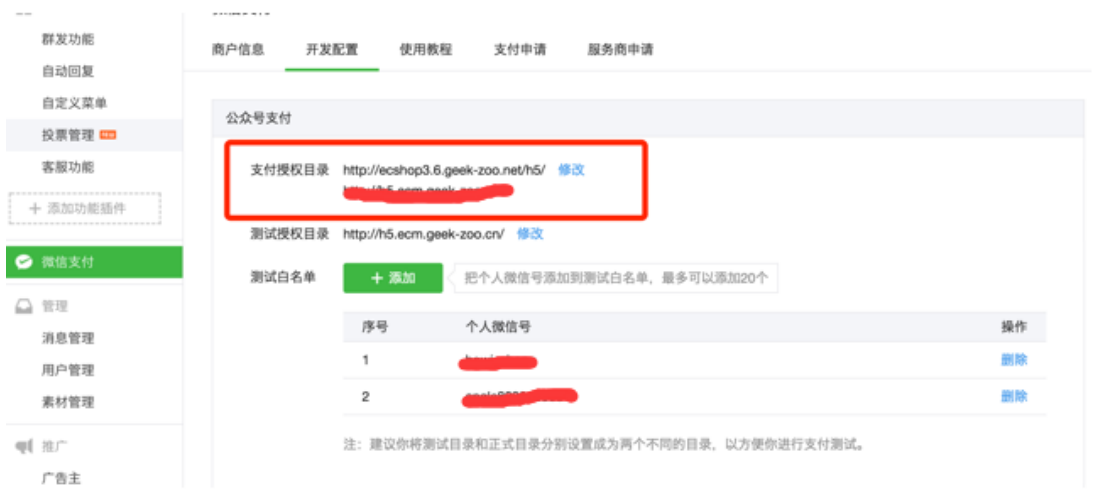 群发功能
自动回复
自定义菜单
投票管理
客服功能
+ 添加功能插件
微信支付
管理
消息管理
用户管理
素材管理
推广
广告主
商户信息 开发配置 使用教程 支付申请 服务商申请
公众号支付
支付授权目录 http://ecshop3.6.geek-zoo.net/h5/ 修改
测试授权目录 http://h5.ecm.geek-zoo.cn/ 修改
测试白名单 + 添加 把个人微信号添加到测试白名单，最多可以添加20个
序号 个人微信号 操作
1 删除
2 删除
注：建议你将测试目录和正式目录分别设置成为两个不同的目录，以方便你进行支付测试。